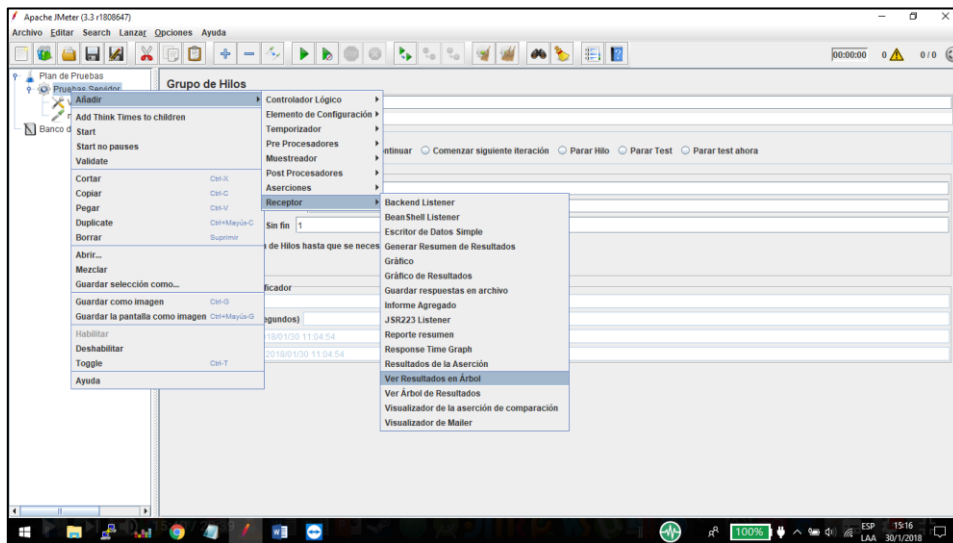 Apache JMeter (3.3 r1808647)
Archivo Editar Search Lanzar Opciones Ayuda
00:00:00 0 0 / 0
Plan de Pruebas
Pruebas Servidor
Banco d
Grupo de Hilos
Añadir
Add Think Times to children
Start
Start no pauses
Validate
Cortar Ctrl-X
Copiar Ctrl-C
Pegar Ctrl-V
Duplicate Ctrl+Mayús-C
Borrar Suprimir
Abrir...
Mezclar
Guardar selección como...
Guardar como imagen Ctrl-G
Guardar la pantalla como imagen Ctrl+Mayús-G
Habilitar
Deshabilitar
Toggle Ctrl-T
Ayuda
Controlador Lógico
Elemento de Configuración
Temporizador
Pre Procesadores
Muestreador
Post Procesadores
Aserciones
Receptor
ntinuar Comenzar siguiente iteración Parar Hilo Parar Test Parar test ahora
Sin fin 1
n de Hilos hasta que se neces
ificador
egundos)
2018/01/30 11:04:54
2018/01/30 11:04:54
Backend Listener
BeanShell Listener
Escritor de Datos Simple
Generar Resumen de Resultados
Gráfico
Gráfico de Resultados
Guardar respuestas en archivo
Informe Agregado
JSR223 Listener
Reporte resumen
Response Time Graph
Resultados de la Aserción
Ver Resultados en Árbol
Ver Árbol de Resultados
Visualizador de la aserción de comparación
Visualizador de Mailer
100%
ESP
LAA
15:16
30/1/2018